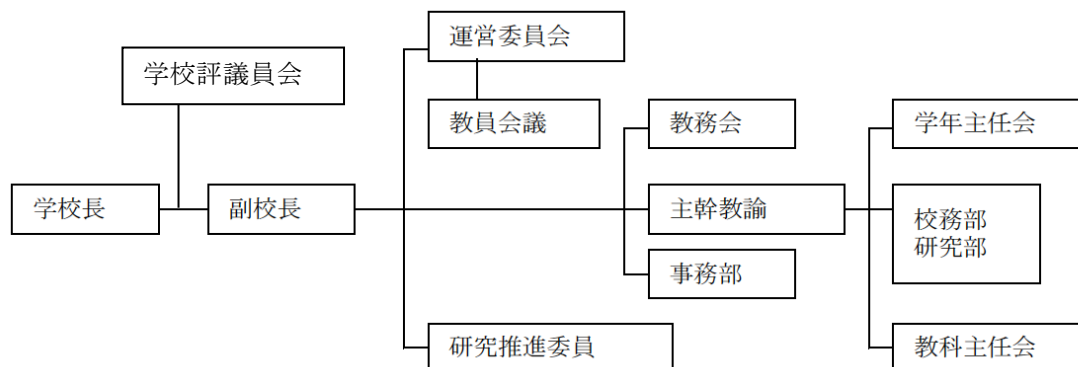 運営委員会
学校評議員会
教員会議
教務会
学年主任会
学校長
副校長
主幹教諭
校務部
研究部
事務部
研究推進委員
教科主任会